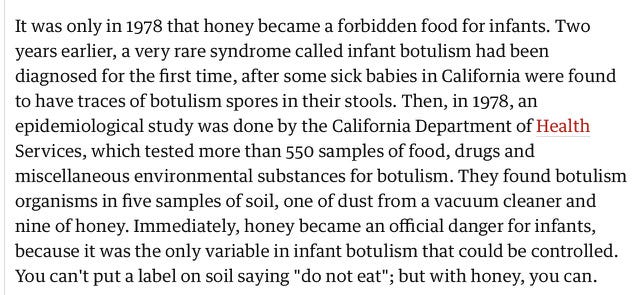 It was only in 1978 that honey became a forbidden food for infants. Two
years earlier, a very rare syndrome called infant botulism had been
diagnosed for the first time, after some sick babies in California were found
to have traces of botulism spores in their stools. Then, in 1978, an
epidemiological study was done by the California Department of Health
Services, which tested more than 550 samples of food, drugs and
miscellaneous environmental substances for botulism. They found botulism
organisms in five samples of soil, one of dust from a vacuum cleaner and
nine of honey. Immediately, honey became an official danger for infants,
because it was the only variable in infant botulism that could be controlled.
You can't put a label on soil saying "do not eat"; but with honey, you can.